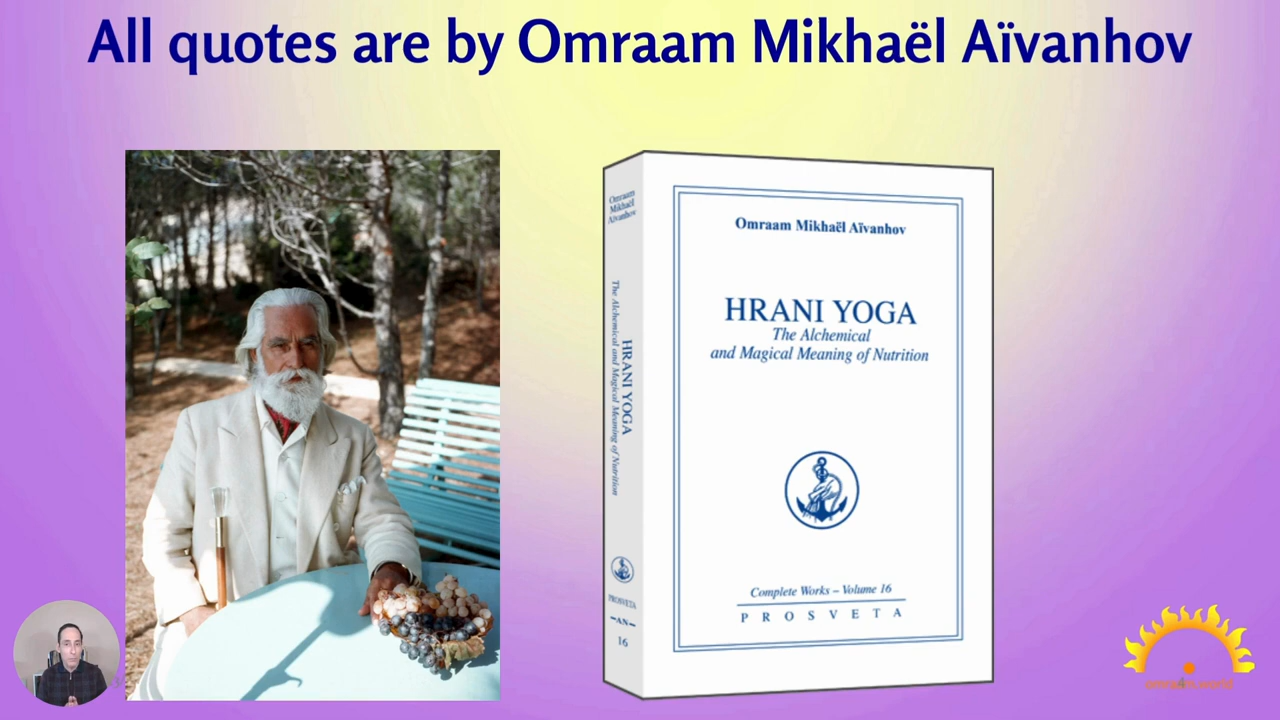 All quotes are by Omraam Mikhaël Aïvanhov
Omraam
Mikhaël
Aïvanhov
HRANI YOGA
The Alchemical and Magical Meaning of Nutrition
PROSVETA
–AN–
16
Omraam Mikhaël Aïvanhov
HRANI YOGA
The Alchemical
and Magical Meaning of Nutrition
Complete Works – Volume 16
PROSVETA